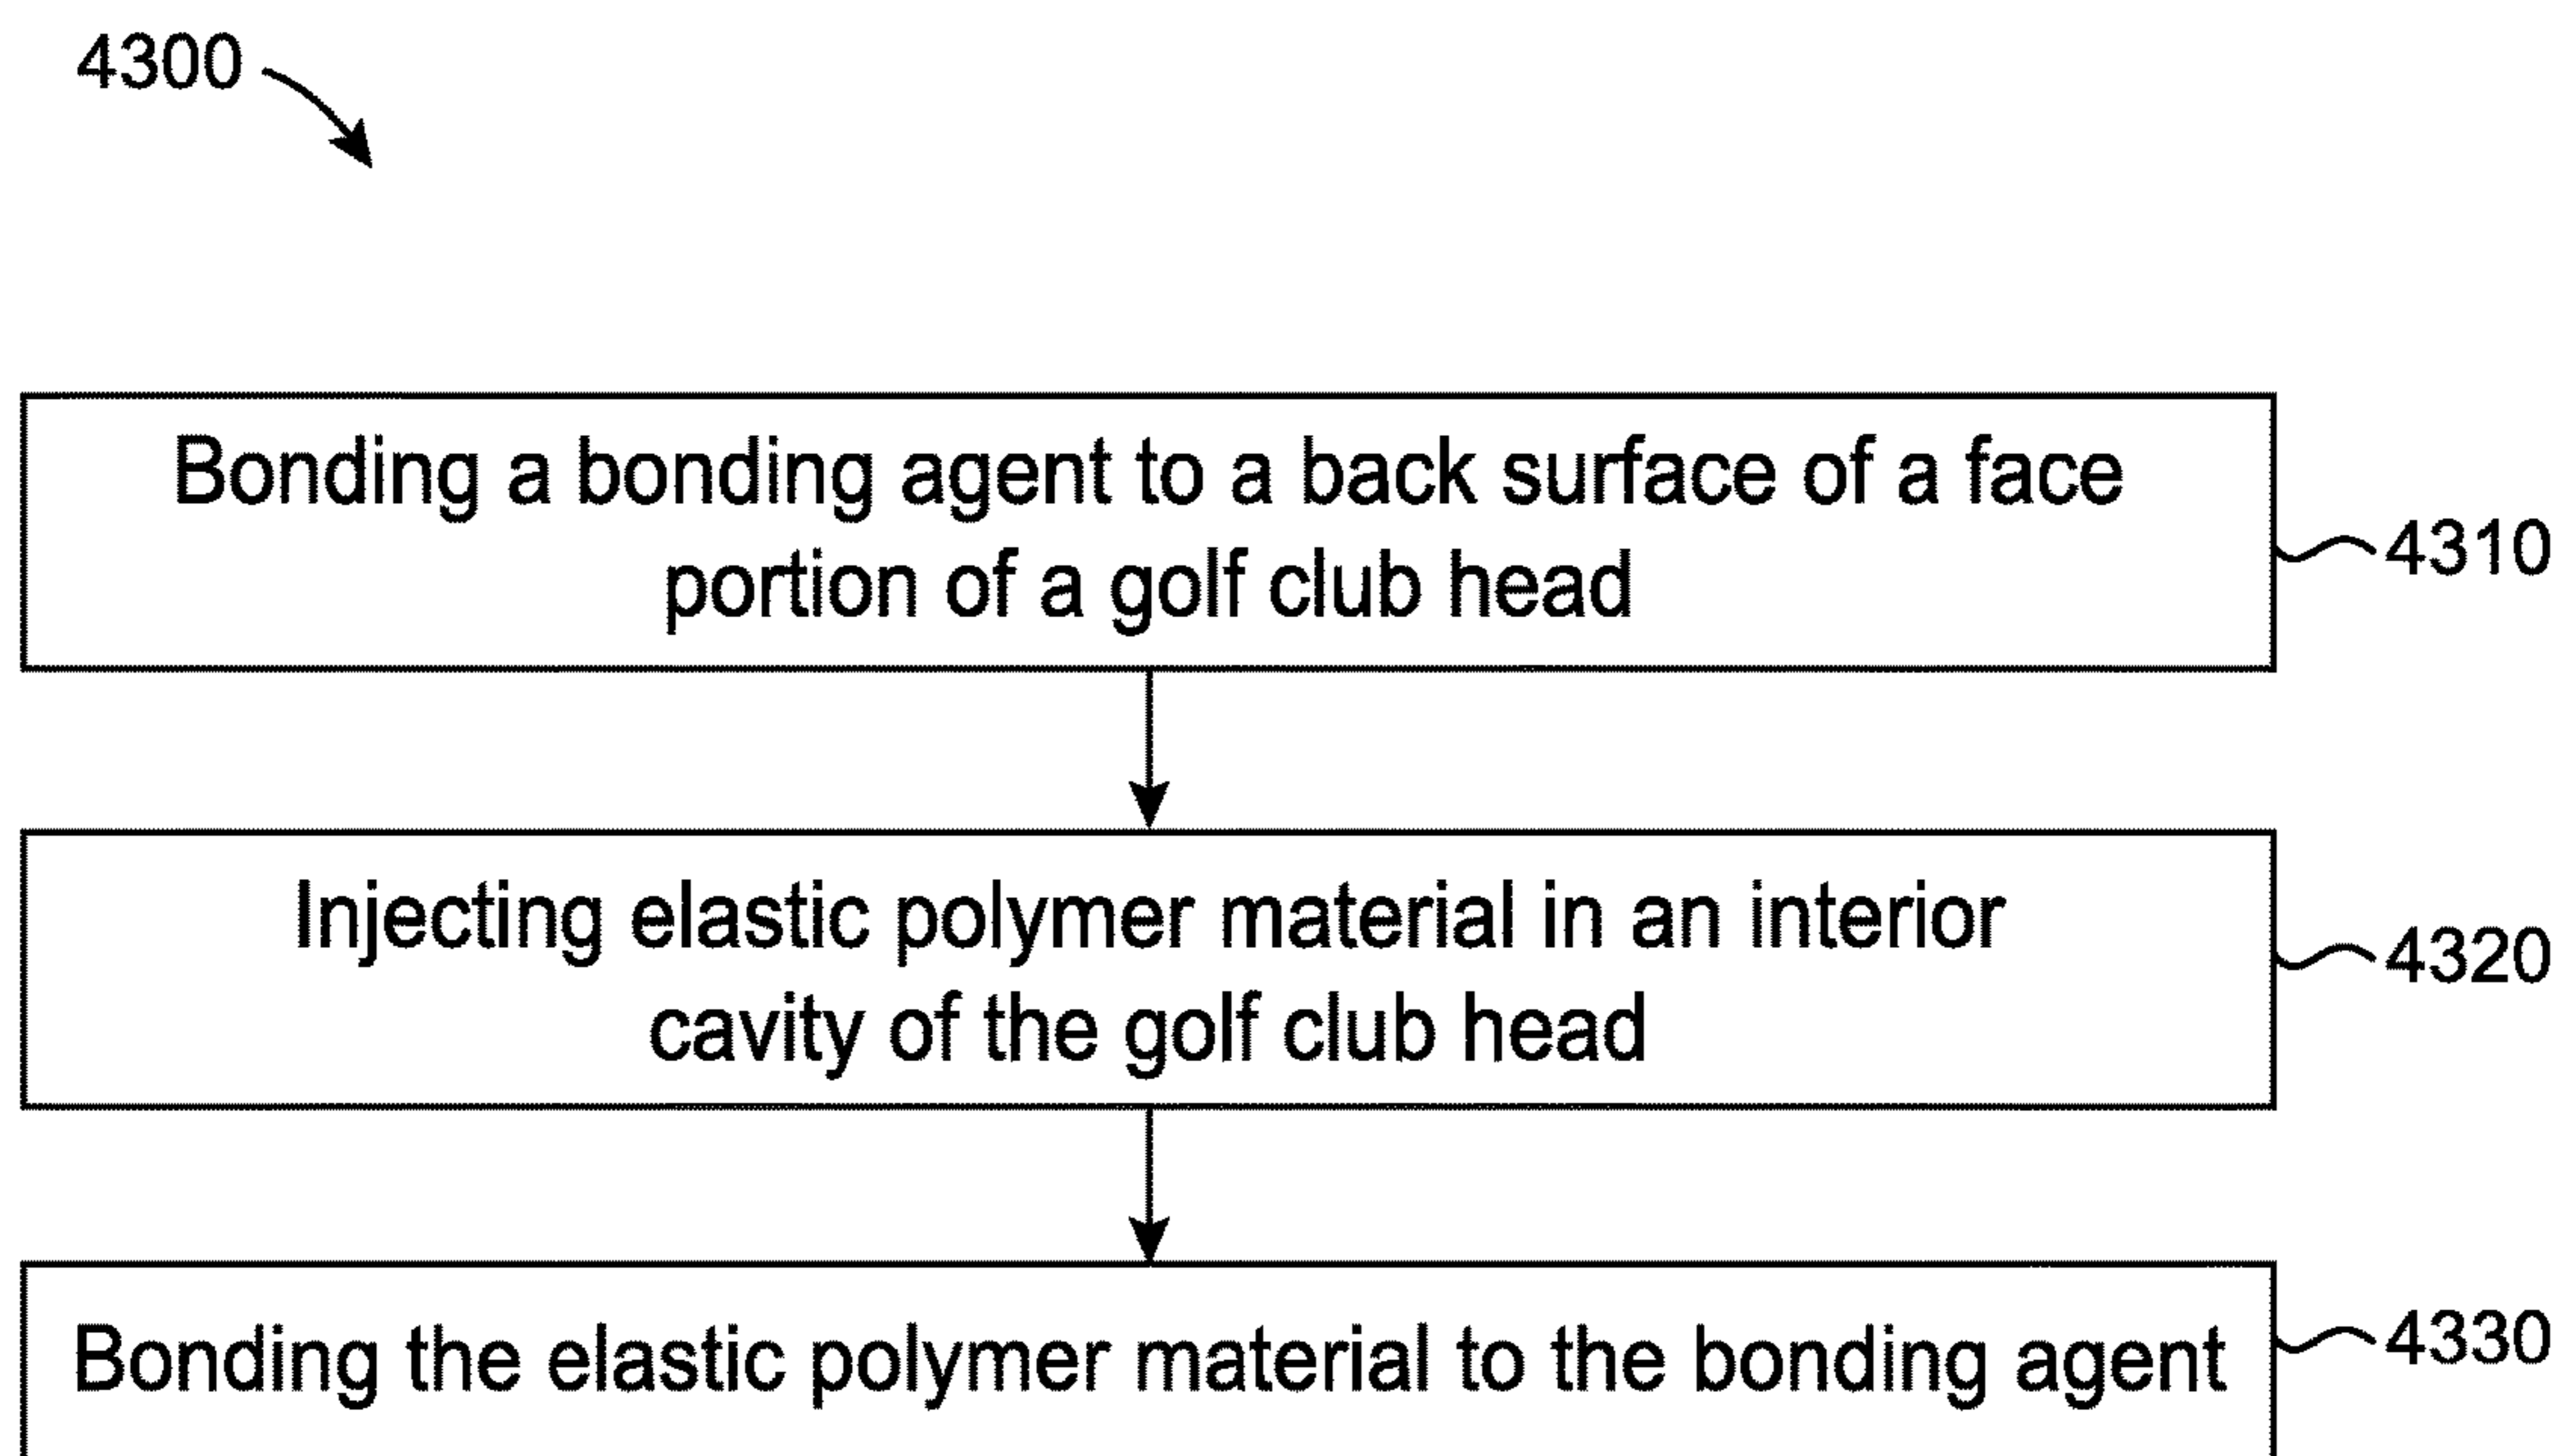 4300
Bonding a bonding agent to a back surface of a face
portion of a golf club head
4310
Injecting elastic polymer material in an interior
cavity of the golf club head
4320
Bonding the elastic polymer material to the bonding agent
4330